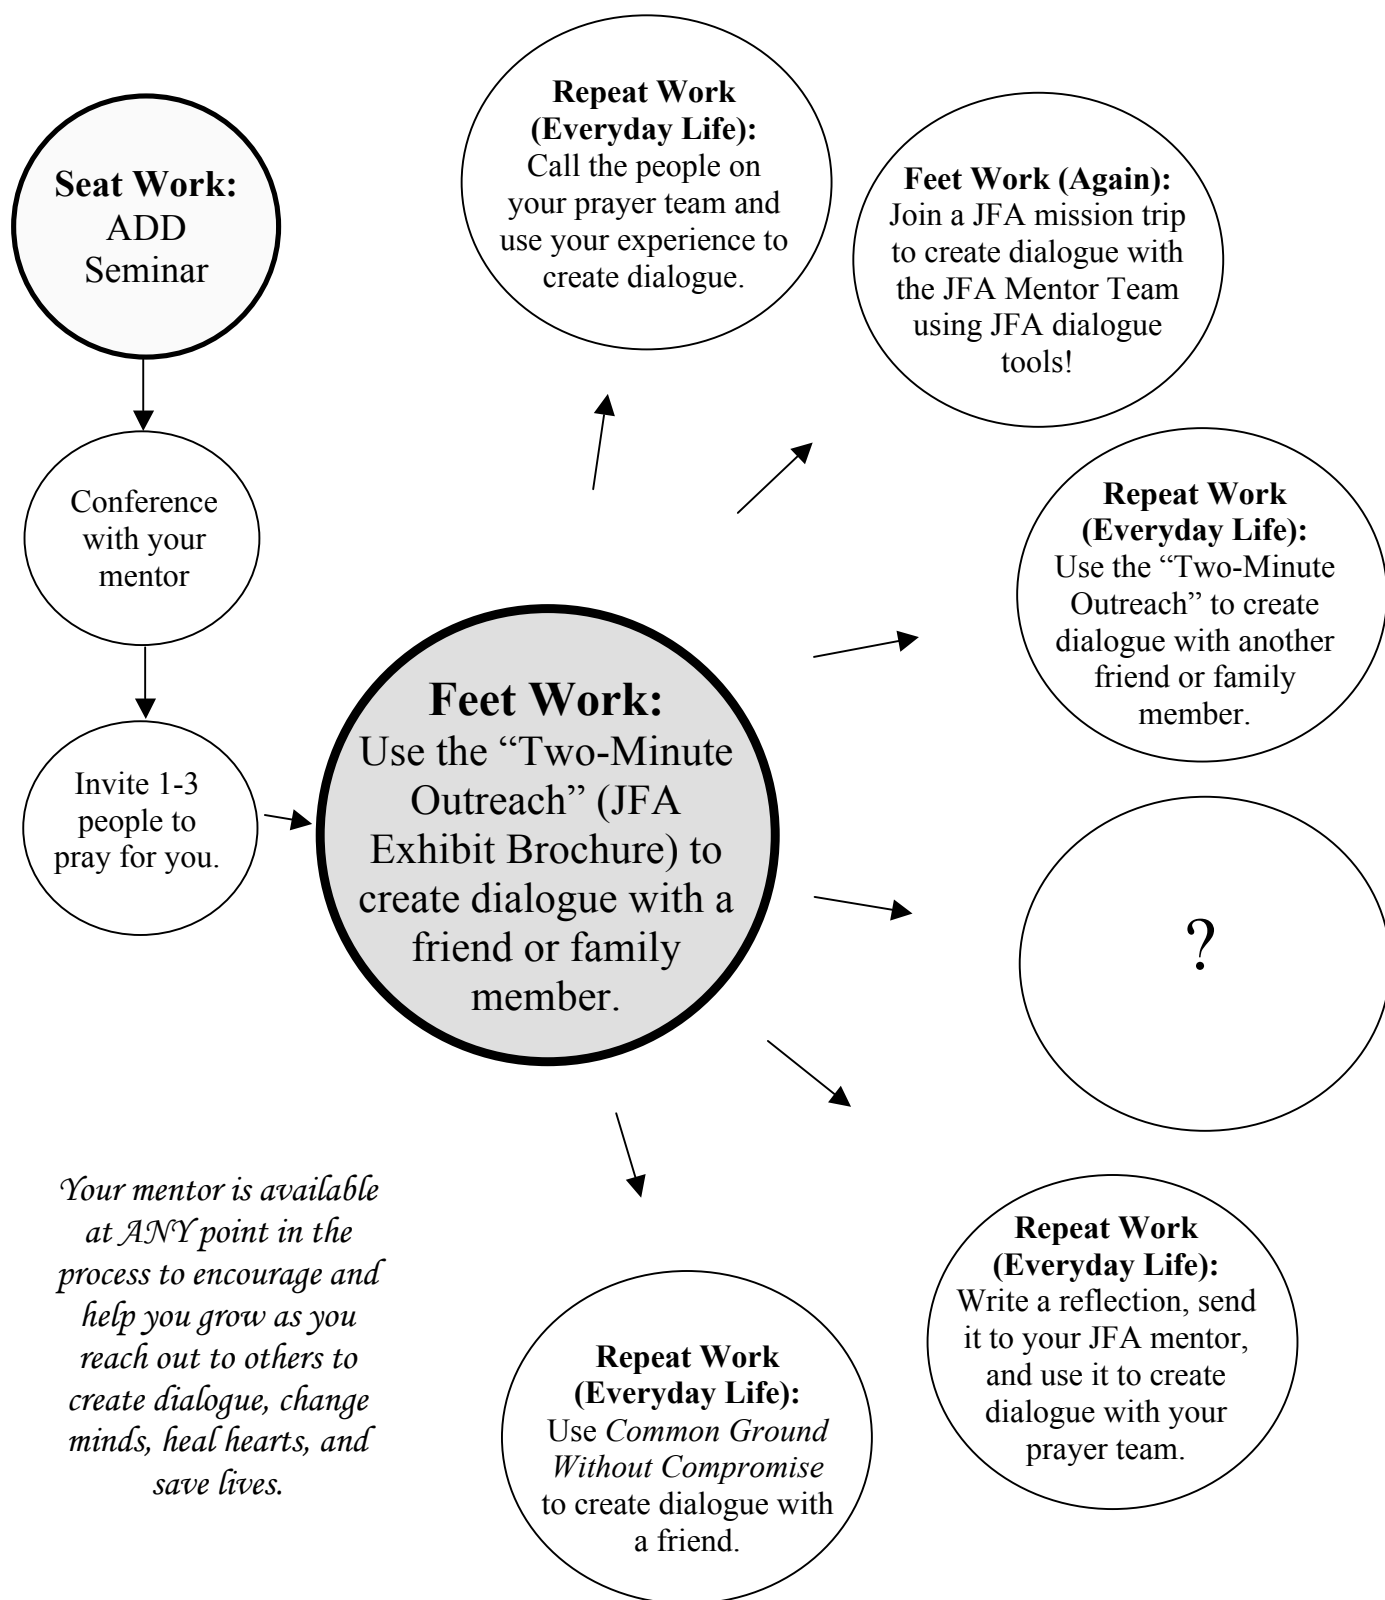 Seat Work:
ADD
Seminar
Conference
with your
mentor
Invite 1-3
people to
pray for you.
Feet Work:
Use the “Two-Minute
Outreach” (JFA
Exhibit Brochure) to
create dialogue with a
friend or family
member.
Repeat Work
(Everyday Life):
Call the people on
your prayer team and
use your experience to
create dialogue.
Feet Work (Again):
Join a JFA mission trip
to create dialogue with
the JFA Mentor Team
using JFA dialogue
tools!
Repeat Work
(Everyday Life):
Use the “Two-Minute
Outreach” to create
dialogue with another
friend or family
member.
?
Repeat Work
(Everyday Life):
Write a reflection, send
it to your JFA mentor,
and use it to create
dialogue with your
prayer team.
Repeat Work
(Everyday Life):
Use Common Ground
Without Compromise
to create dialogue with
a friend.
Your mentor is available
at ANY point in the
process to encourage and
help you grow as you
reach out to others to
create dialogue, change
minds, heal hearts, and
save lives.